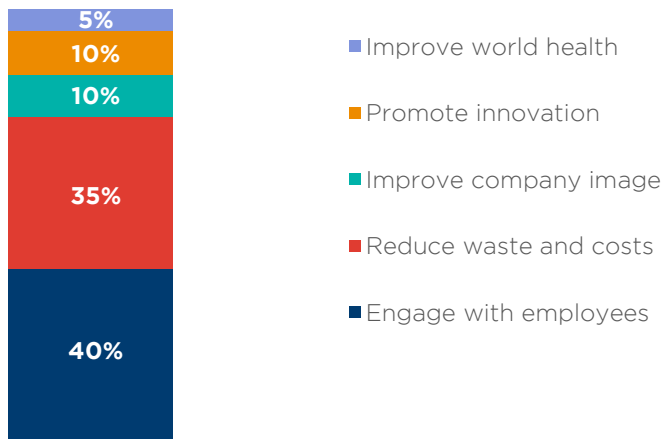 5%
10%
10%
35%
40%
Improve world health
Promote innovation
Improve company image
Reduce waste and costs
Engage with employees